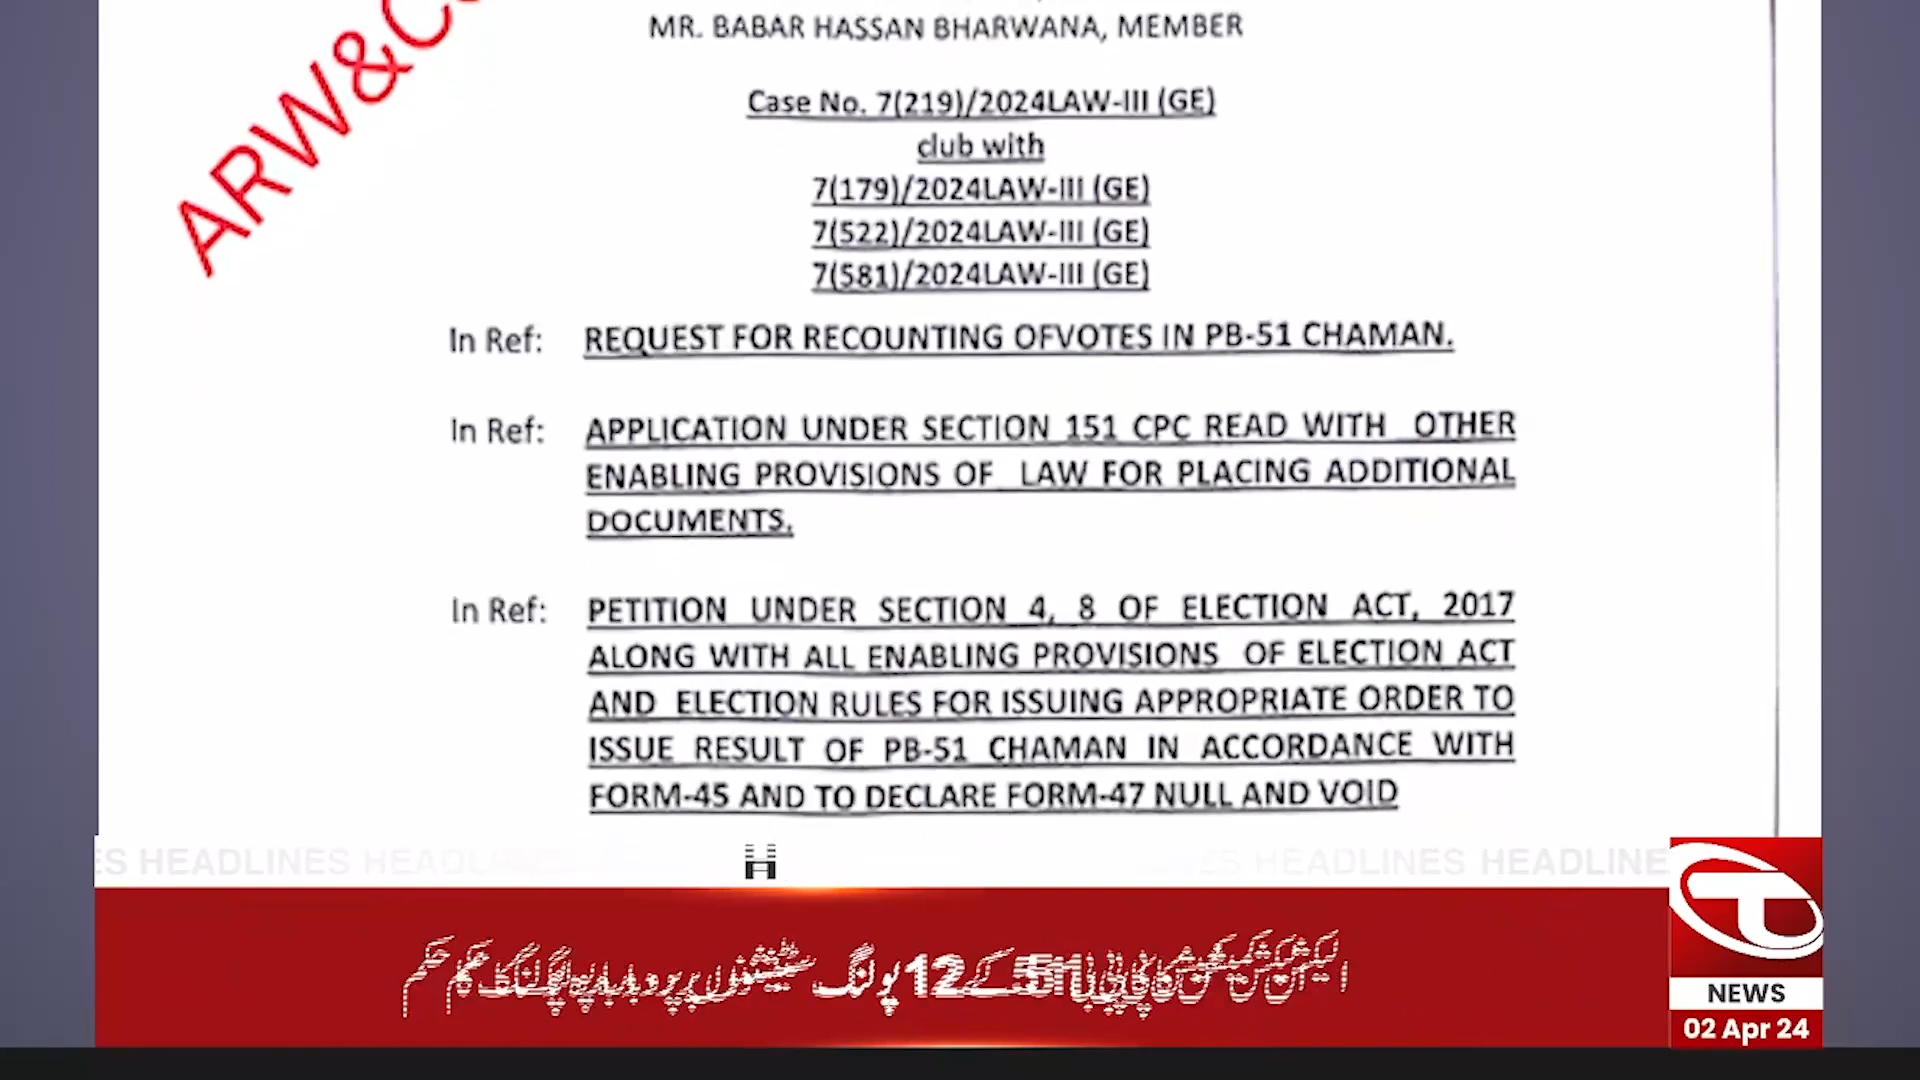 ARW&C
MR. BABAR HASSAN BHARWANA, MEMBER
Case No. 7(219)/2024LAW-III (GE)
club with
7(179)/2024LAW-III (GE)
7(522)/2024LAW-III (GE)
7(581)/2024LAW-III (GE)
In Ref: REQUEST FOR RECOUNTING OFVOTES IN PB-51 CHAMAN.
In Ref: APPLICATION UNDER SECTION 151 CPC READ WITH OTHER
ENABLING PROVISIONS OF LAW FOR PLACING ADDITIONAL
DOCUMENTS.
In Ref: PETITION UNDER SECTION 4, 8 OF ELECTION ACT, 2017
ALONG WITH ALL ENABLING PROVISIONS OF ELECTION ACT
AND ELECTION RULES FOR ISSUING APPROPRIATE ORDER TO
ISSUE RESULT OF PB-51 CHAMAN IN ACCORDANCE WITH
FORM-45 AND TO DECLARE FORM-47 NULL AND VOID
ES HEADLINES HEADLINES HEADLINE
الیکشن کمیشن کا پی بی 51 کے 12 پولنگ سٹیشنوں پر دوبارہ پولنگ کا حکم
NEWS
02 Apr 24